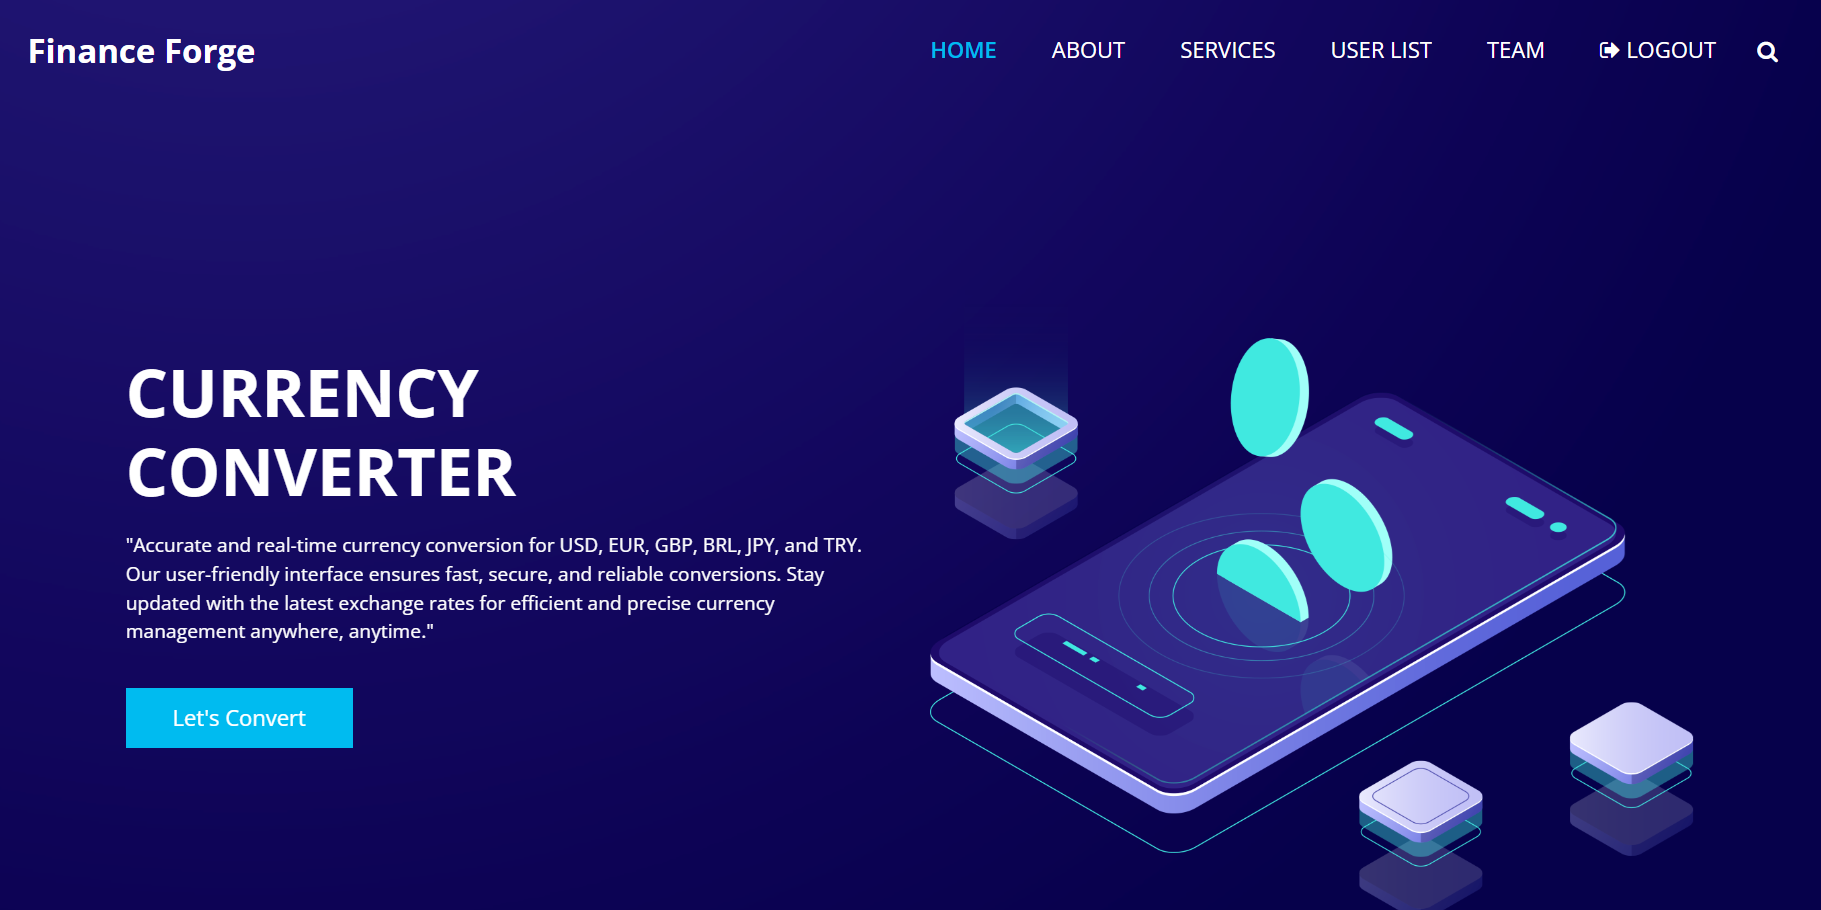 Finance Forge
HOME ABOUT SERVICES USER LIST TEAM LOGOUT
CURRENCY
CONVERTER
"Accurate and real-time currency conversion for USD, EUR, GBP, BRL, JPY, and TRY.
Our user-friendly interface ensures fast, secure, and reliable conversions. Stay
updated with the latest exchange rates for efficient and precise currency
management anywhere, anytime."
Let's Convert